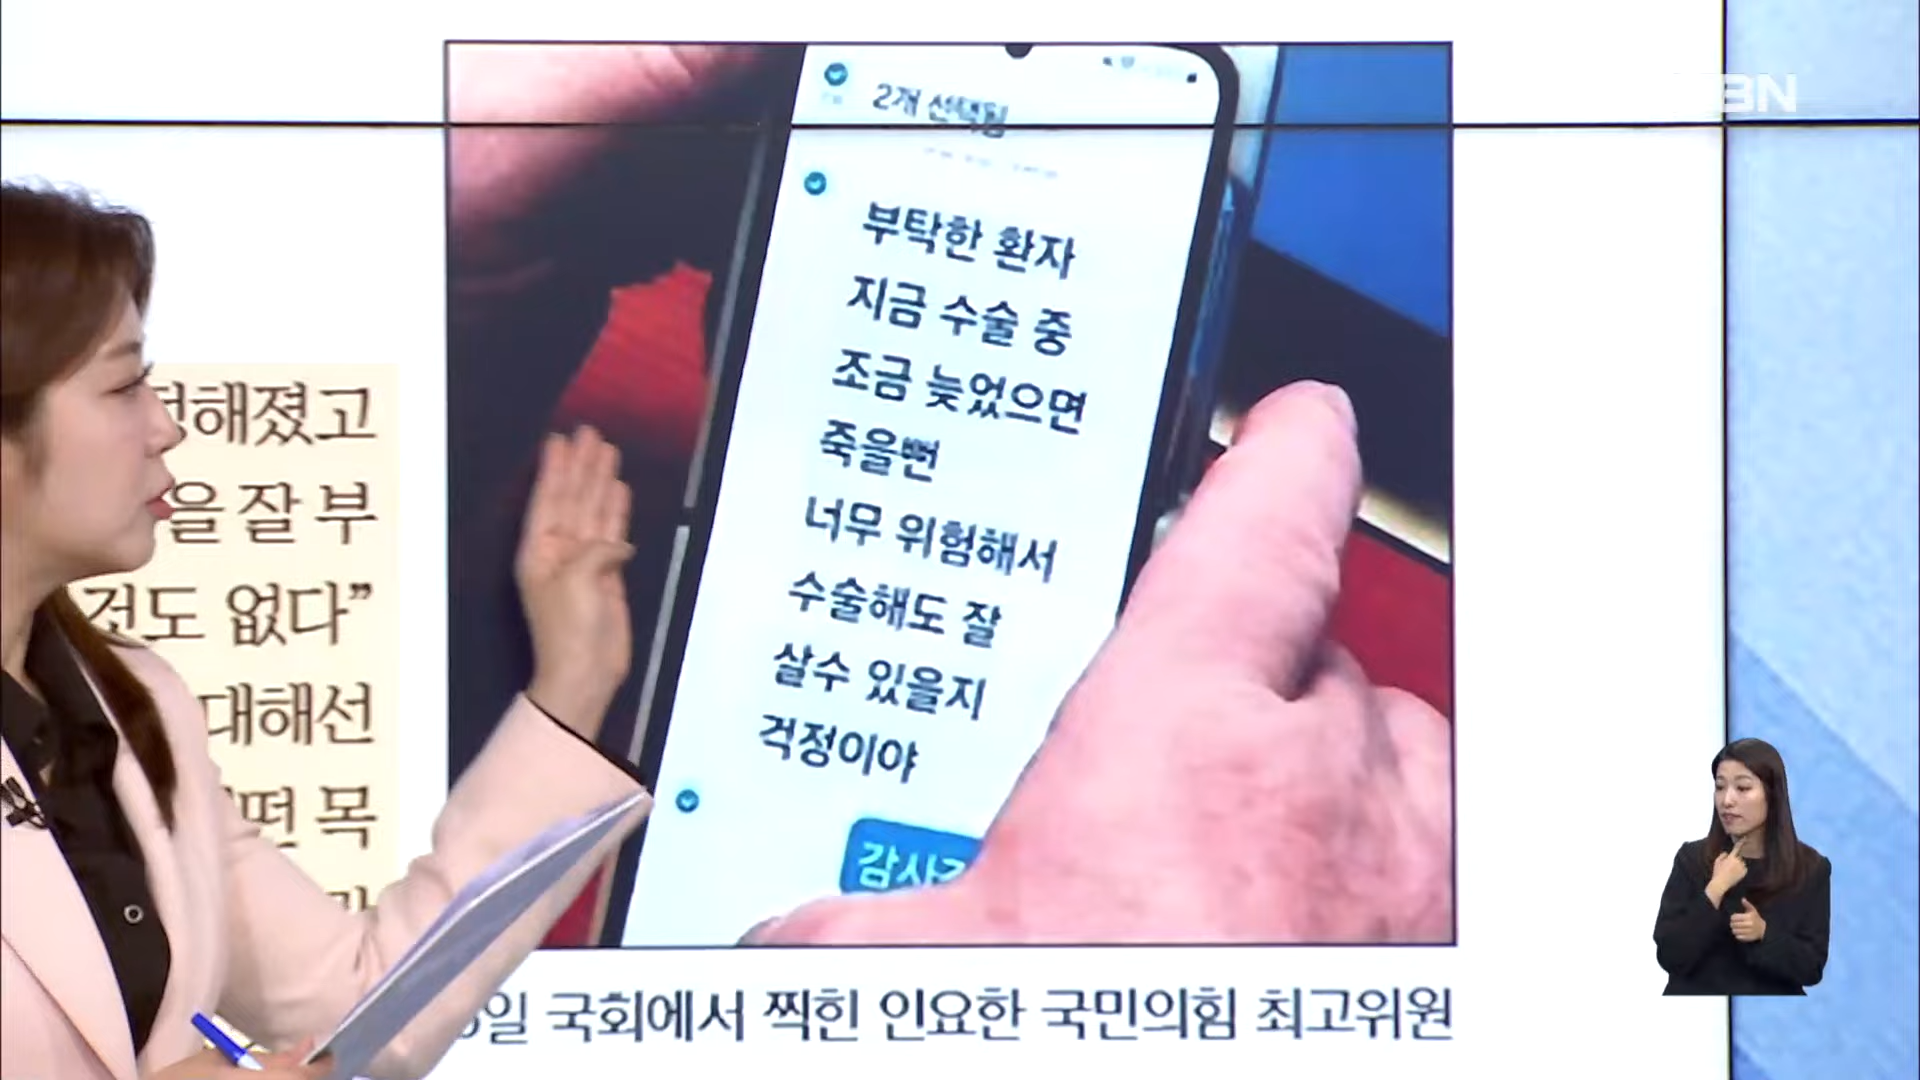 BN
2개 선택됨
부탁한 환자
지금 수술 중
조금 늦었으면
죽을뻔
너무 위험해서
수술해도 잘
살수 있을지
걱정이야
해졌고
을 잘 부
것도 없다”
대해선
떤 목
일 국회에서 찍힌 인요한 국민의힘 최고위원